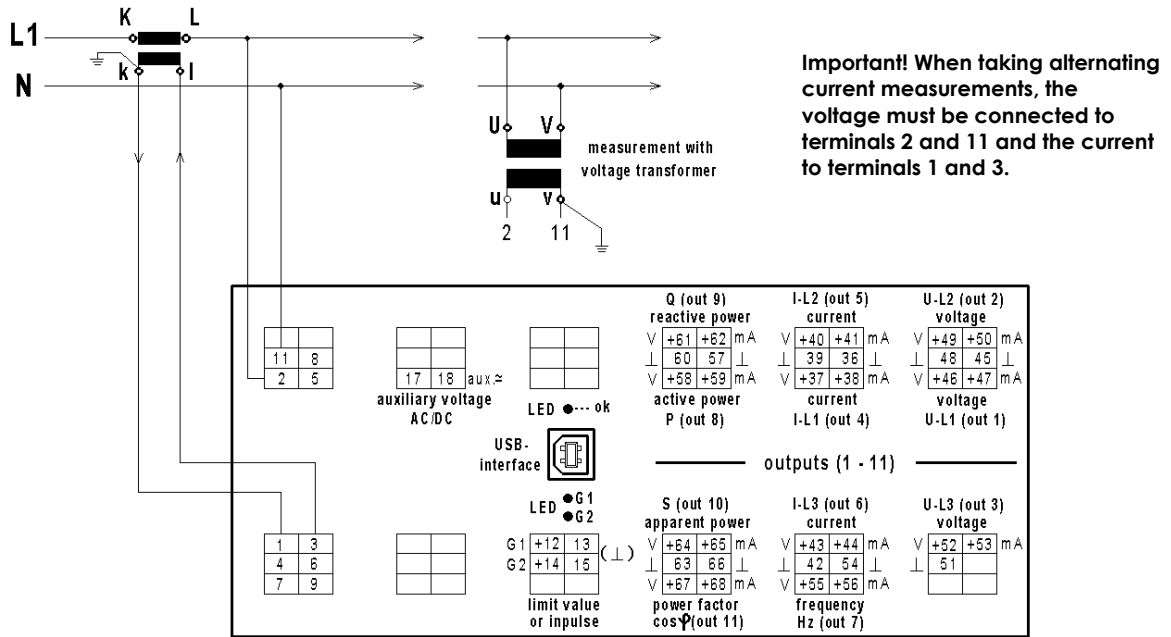 K L
L1
k l
N
Important! When taking alternating
current measurements, the
voltage must be connected to
terminals 2 and 11 and the current
to terminals 1 and 3.
U V
measurement with
voltage transformer
u v
2 11
Q (out 9)
reactive power
V +61 +62 mA
⊥ 60 57 ⊥
V +58 +59 mA
active power
P (out 8)
I-L2 (out 5)
current
V +40 +41 mA
⊥ 39 36 ⊥
V +37 +38 mA
current
I-L1 (out 4)
U-L2 (out 2)
voltage
V +49 +50 mA
⊥ 48 45 ⊥
V +46 +47 mA
voltage
U-L1 (out 1)
11 8
2 5
17 18 aux.≃
auxiliary voltage
AC/DC
LED ●--- ok
USB-
interface
outputs (1 - 11)
LED ●G1
●G2
1 3
4 6
7 9
G1 +12 13 (⊥)
G2 +14 15
limit value
or inpulse
S (out 10)
apparent power
V +64 +65 mA
⊥ 63 66 ⊥
V +67 +68 mA
power factor
cosφ(out 11)
I-L3 (out 6)
current
V +43 +44 mA
⊥ 42 54 ⊥
V +55 +56 mA
frequency
Hz (out 7)
U-L3 (out 3)
voltage
V +52 +53 mA
⊥ 51